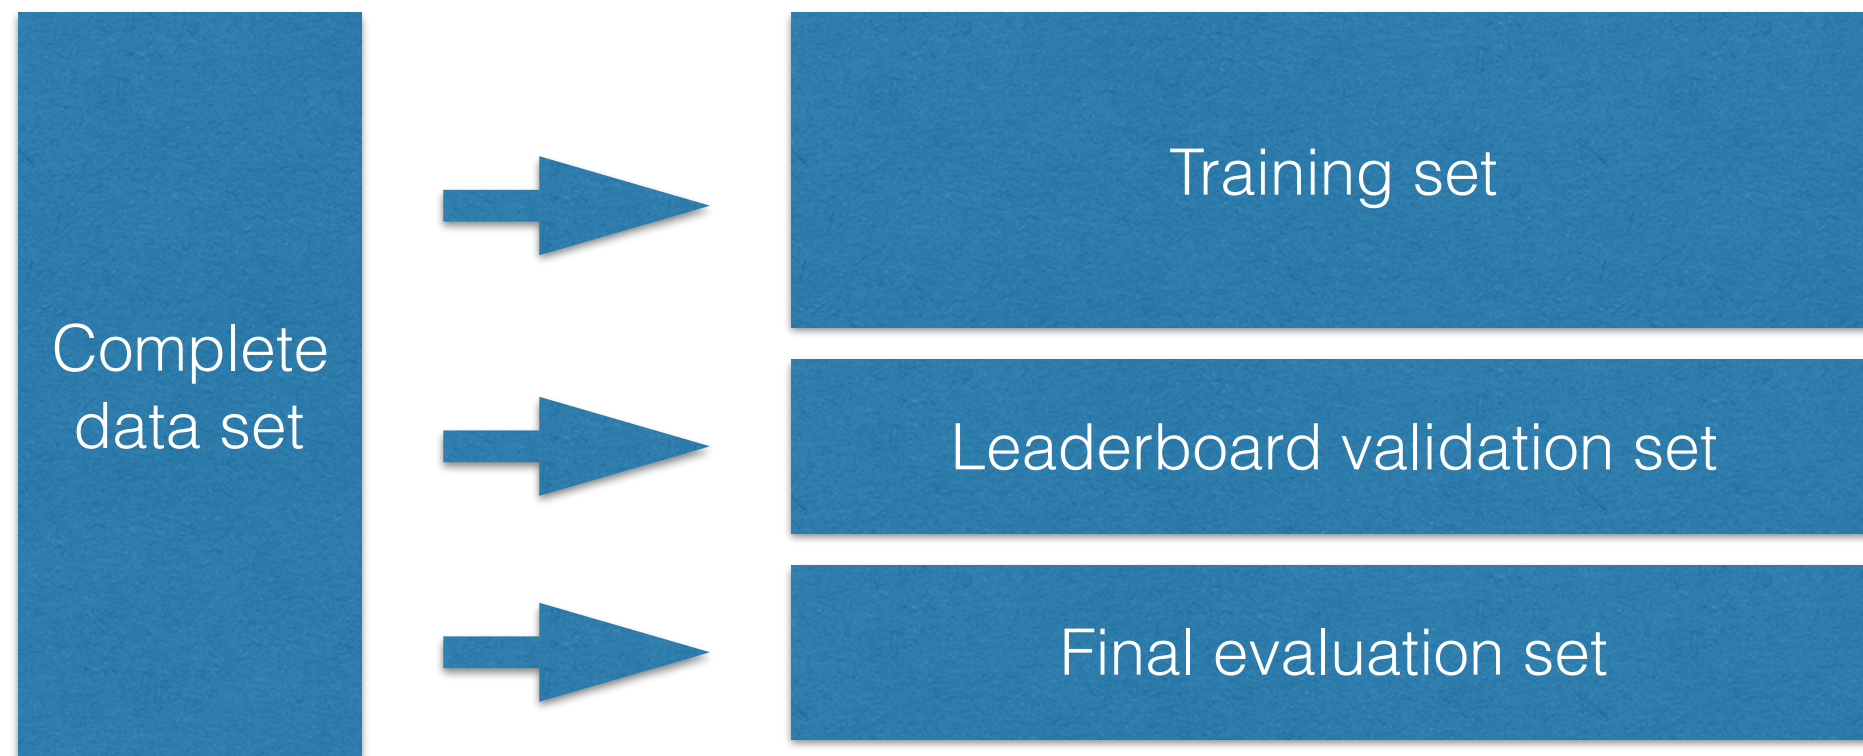 Complete
data set
Training set
Leaderboard validation set
Final evaluation set